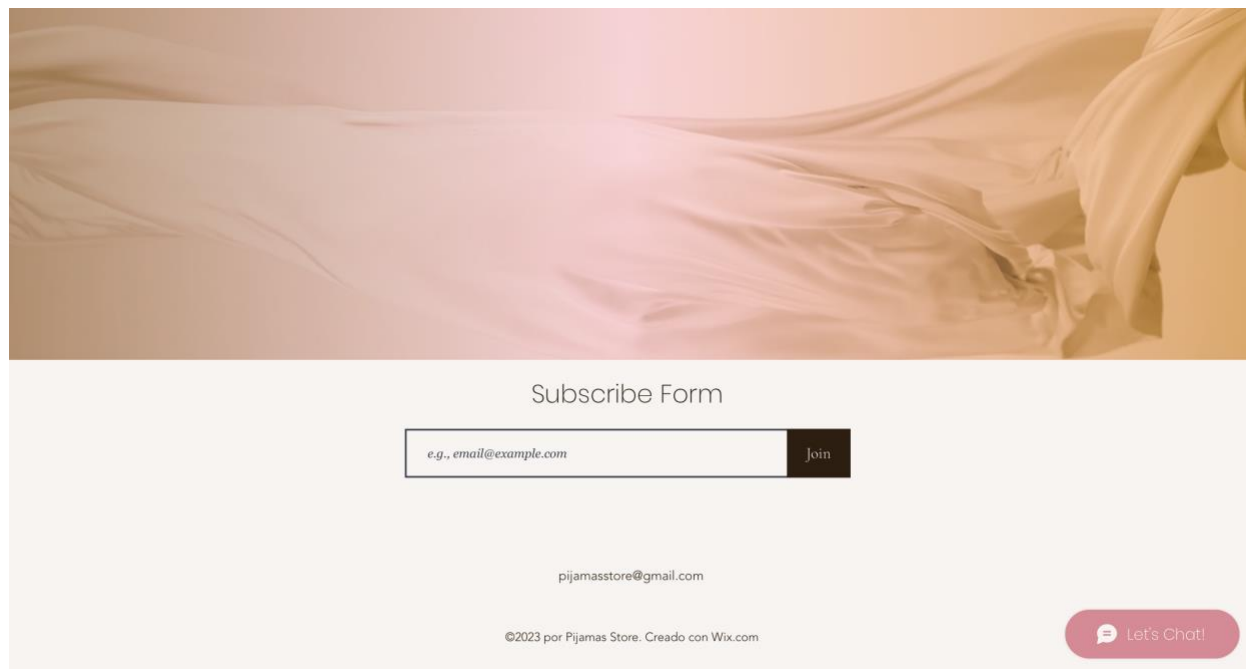 Subscribe Form
e.g., email@example.com
Join
pijamasstore@gmail.com
©2023 por Pijamas Store. Creado con Wix.com
Let's Chat!